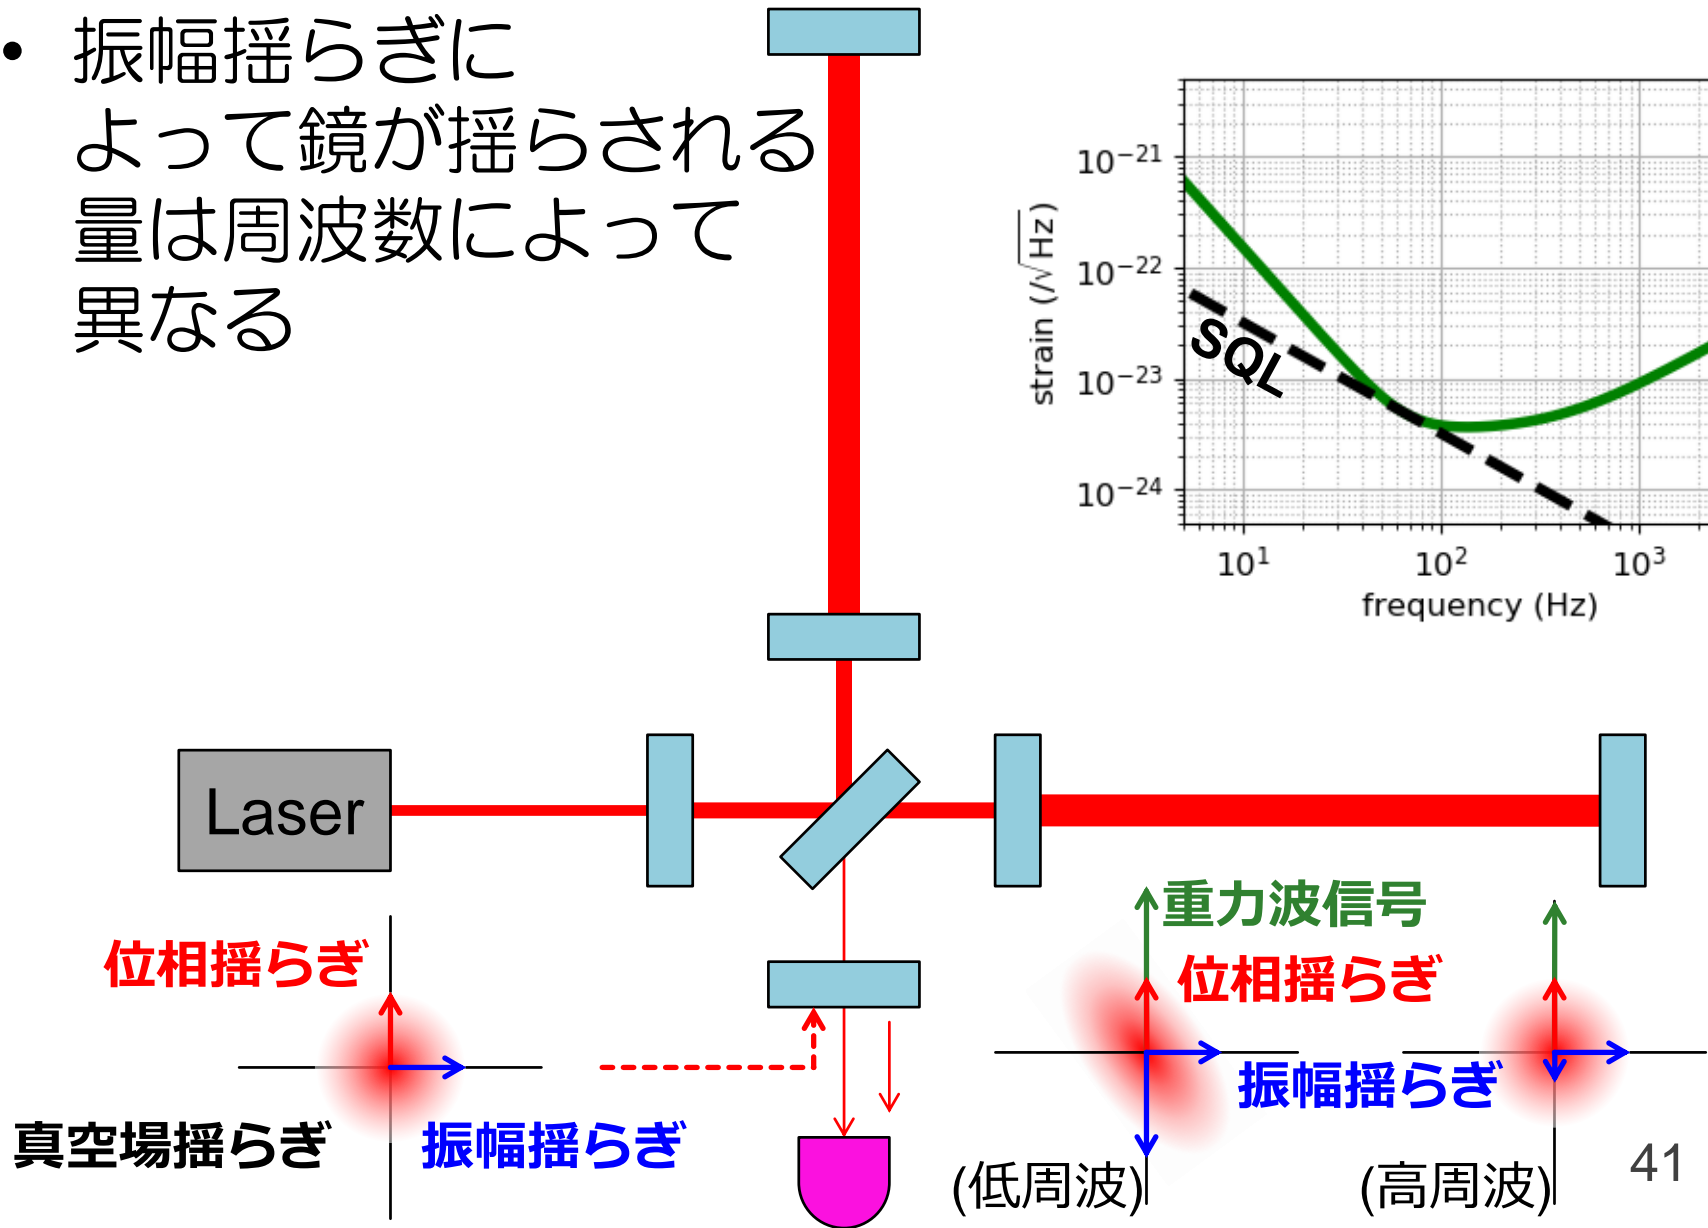 • 振幅揺らぎに
よって鏡が揺らされる
量は周波数によって
異なる
10⁻²¹
10⁻²²
10⁻²³
10⁻²⁴
strain (/√Hz)
SQL
10¹ 10² 10³
frequency (Hz)
Laser
位相揺らぎ
真空場揺らぎ
振幅揺らぎ
重力波信号
位相揺らぎ
振幅揺らぎ
(低周波)
(高周波)
41